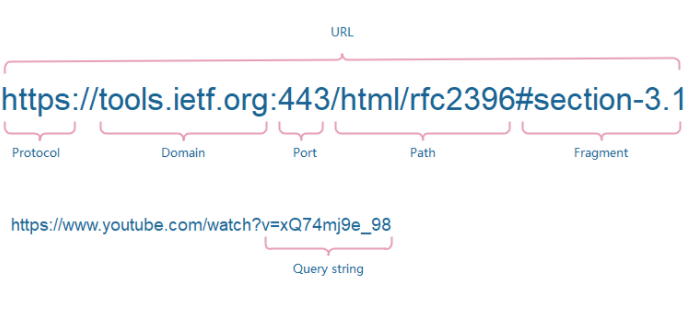 URL
https://tools.ietf.org:443/html/rfc2396#section-3.1
Protocol Domain Port Path Fragment
https://www.youtube.com/watch?v=xQ74mj9e_98
Query string